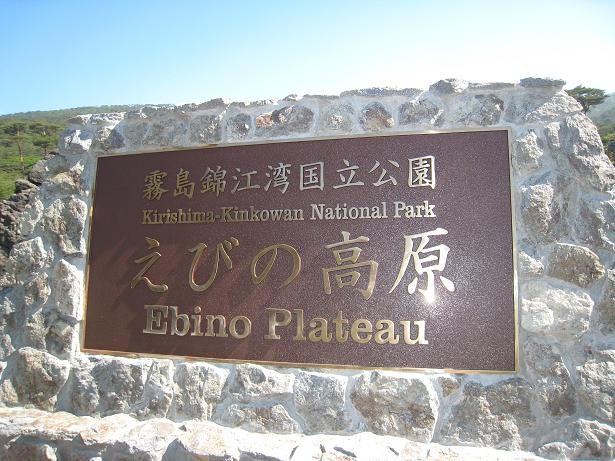 霧島錦江湾国立公園
Kirishima-Kinkowan National Park
えびの高原
Ebino Plateau